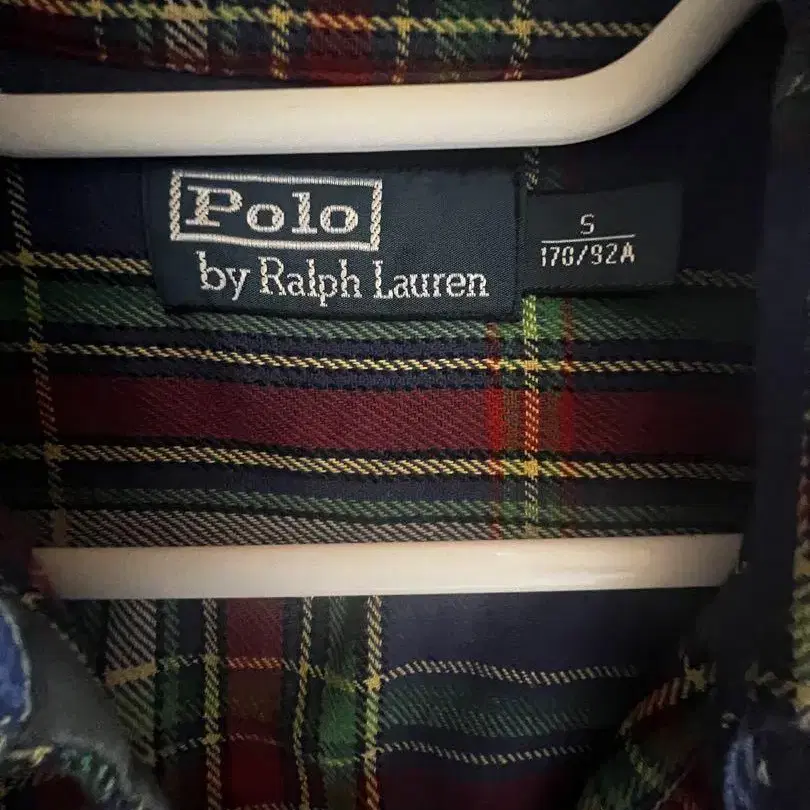 Polo
by Ralph Lauren
S
170/92A